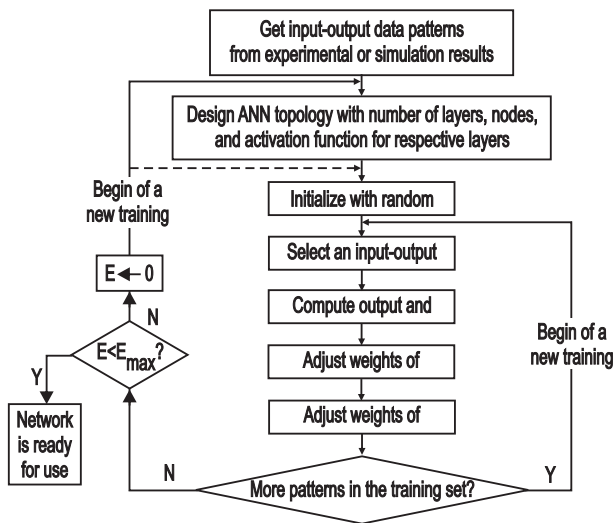 Get input-output data patterns
from experimental or simulation results
Design ANN topology with number of layers, nodes,
and activation function for respective layers
Begin of a
new training
Initialize with random
Select an input-output
E 0
Compute output and
N
E<Emax?
Begin of a
new training
Adjust weights of
Y
Network
is ready
for use
Adjust weights of
N
More patterns in the training set?
Y